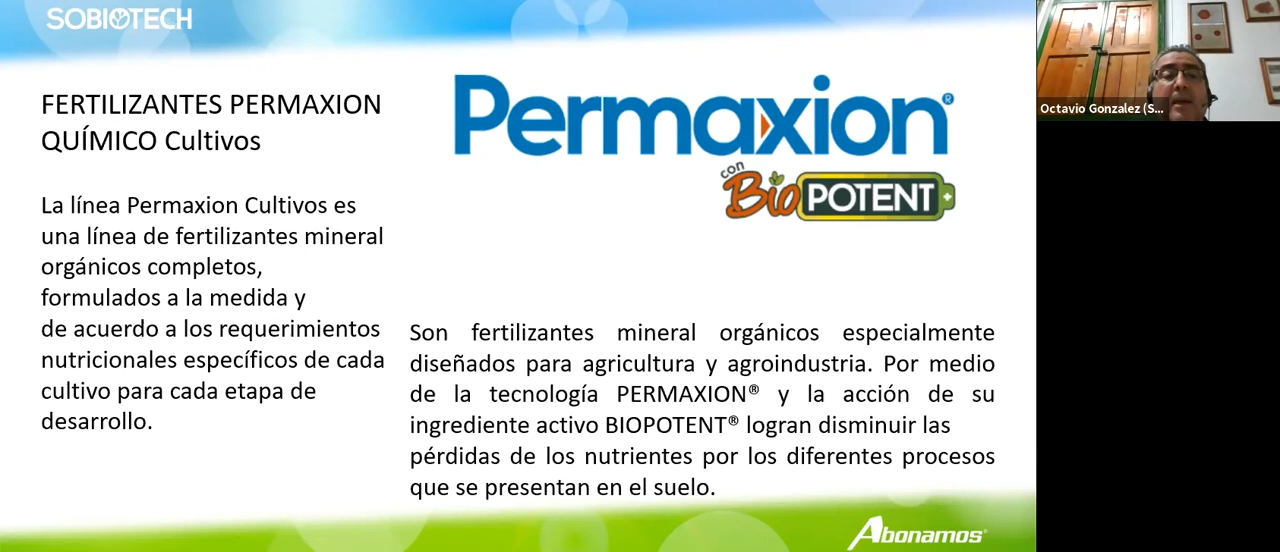 SOBIOTECH
FERTILIZANTES PERMAXION
QUÍMICO Cultivos
La línea Permaxion Cultivos es
una línea de fertilizantes mineral
orgánicos completos,
formulados a la medida y
de acuerdo a los requerimientos
nutricionales específicos de cada
cultivo para cada etapa de
desarrollo.
Permaxion®
con
BioPOTENT+
Son fertilizantes mineral orgánicos especialmente
diseñados para agricultura y agroindustria. Por medio
de la tecnología PERMAXION® y la acción de su
ingrediente activo BIOPOTENT® logran disminuir las
pérdidas de los nutrientes por los diferentes procesos
que se presentan en el suelo.
Abonamos®
Octavio Gonzalez (S...